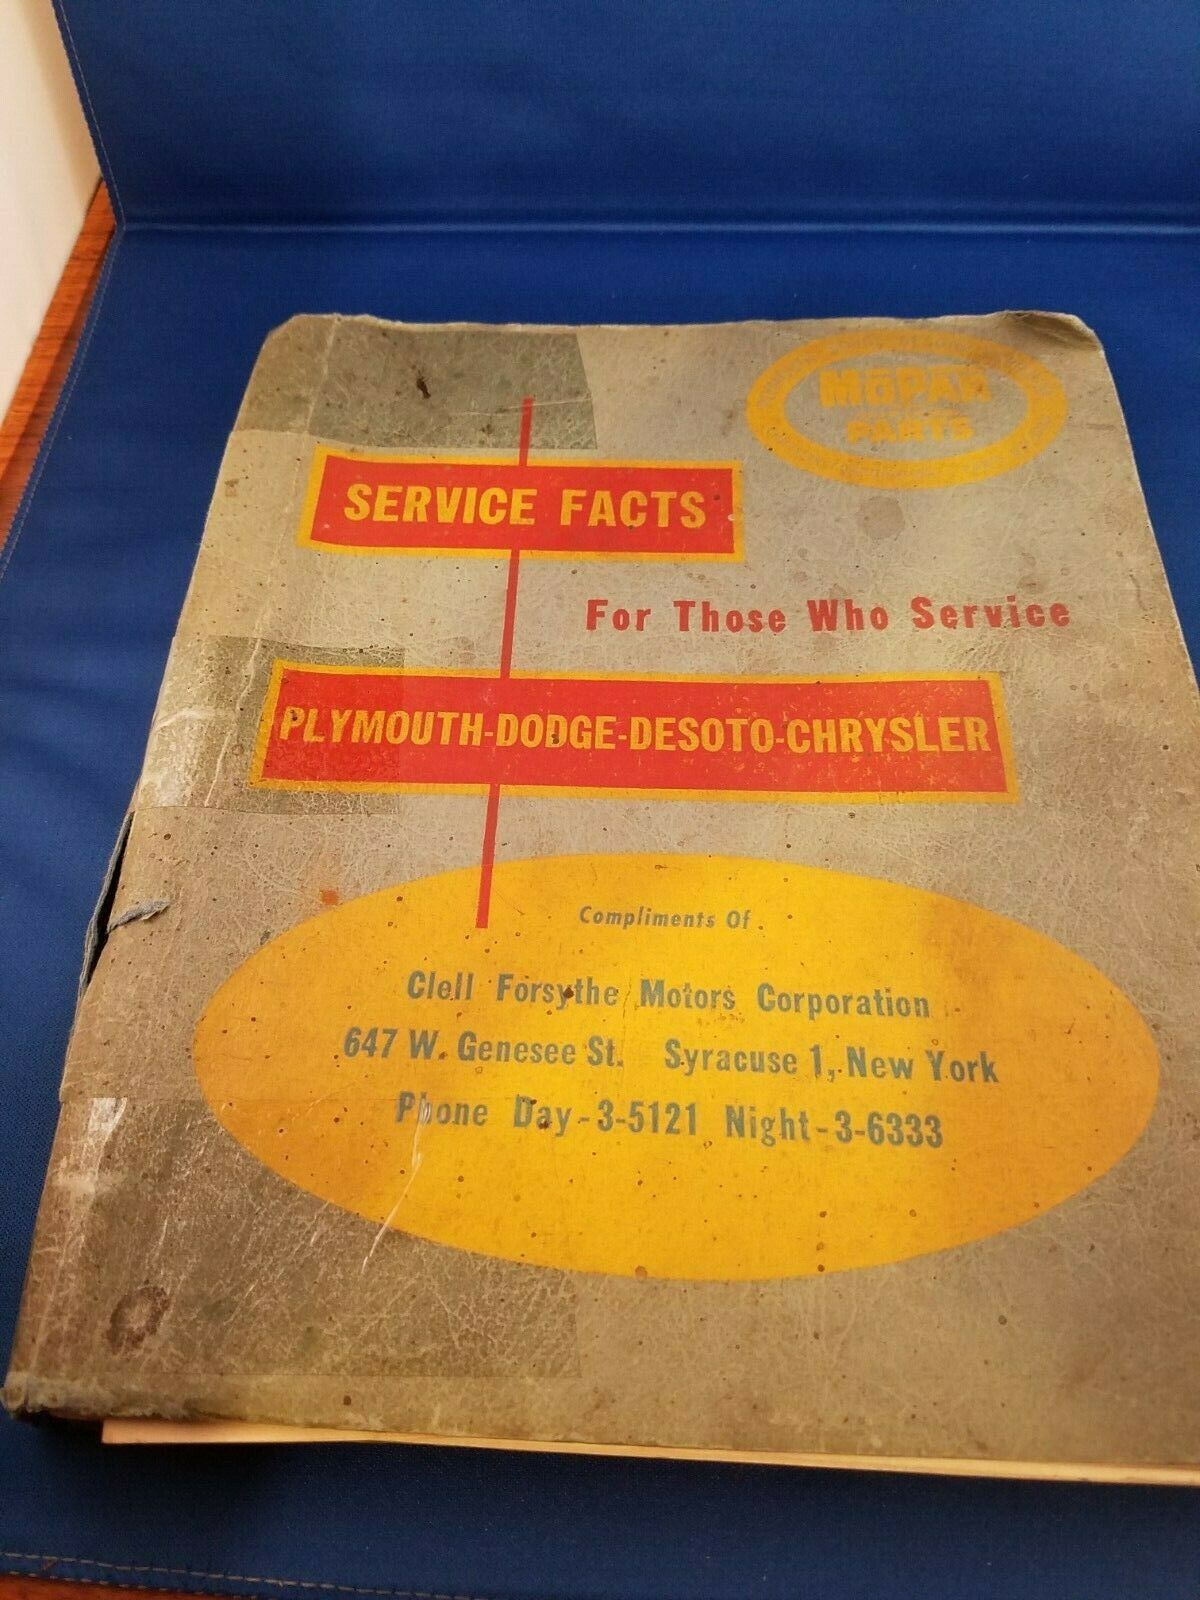 MOPAR
PARTS
SERVICE FACTS
For Those Who Service
PLYMOUTH-DODGE-DESOTO-CHRYSLER
Compliments Of
Clell Forsythe Motors Corporation
647 W. Genesee St. Syracuse 1, New York
Phone Day-3-5121 Night-3-6333